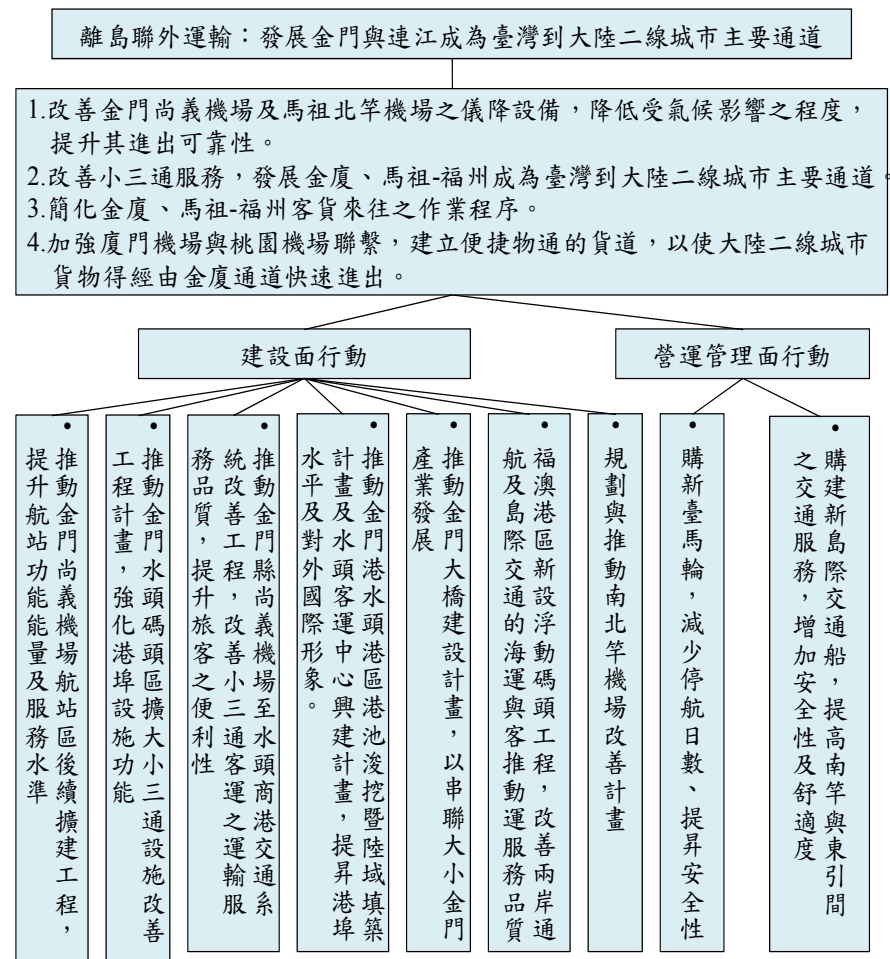 離島聯外運輸：發展金門與連江成為臺灣到大陸二線城市主要通道
1.改善金門尚義機場及馬祖北竿機場之儀降設備，降低受氣候影響之程度，
提升其進出可靠性。
2.改善小三通服務，發展金廈、馬祖-福州成為臺灣到大陸二線城市主要通道。
3.簡化金廈、馬祖-福州客貨來往之作業程序。
4.加強廈門機場與桃園機場聯繫，建立便捷物通的貨道，以使大陸二線城市
貨物得經由金廈通道快速進出。
建設面行動
營運管理面行動
• 推動金門尚義機場航站區後續擴建工程，
提升航站功能能量及服務水準
• 推動金門水頭碼頭區擴大小三通設施改善
工程計畫，強化港埠設施功能
• 推動金門縣尚義機場至水頭商港交通系
統改善工程，改善小三通客運之運輸服
務品質，提升旅客之便利性
• 推動金門港水頭港區港池浚挖暨陸域填築
計畫及水頭客運中心興建計畫，提昇港埠
水平及對外國際形象。
• 推動金門大橋建設計畫，以串聯大小金門
產業發展
• 福澳港區新設浮動碼頭工程，改善兩岸通
航及島際交通的海運與客推動運服務品質
• 規劃與推動南北竿機場改善計畫
• 購新臺馬輪，減少停航日數、提昇安全性
• 購建新島際交通船，提高南竿與東引間
之交通服務，增加安全性及舒適度